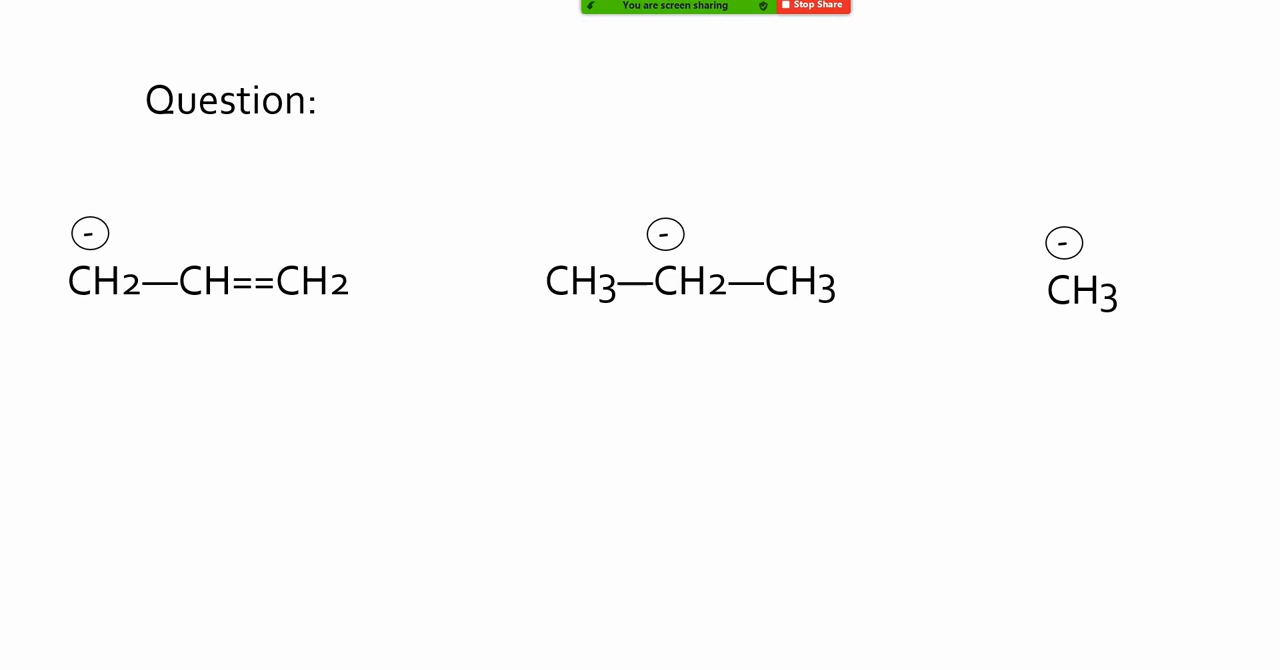 You are screen sharing Stop Share
Question:
- - -
CH2—CH==CH2 CH3—CH2—CH3 CH3